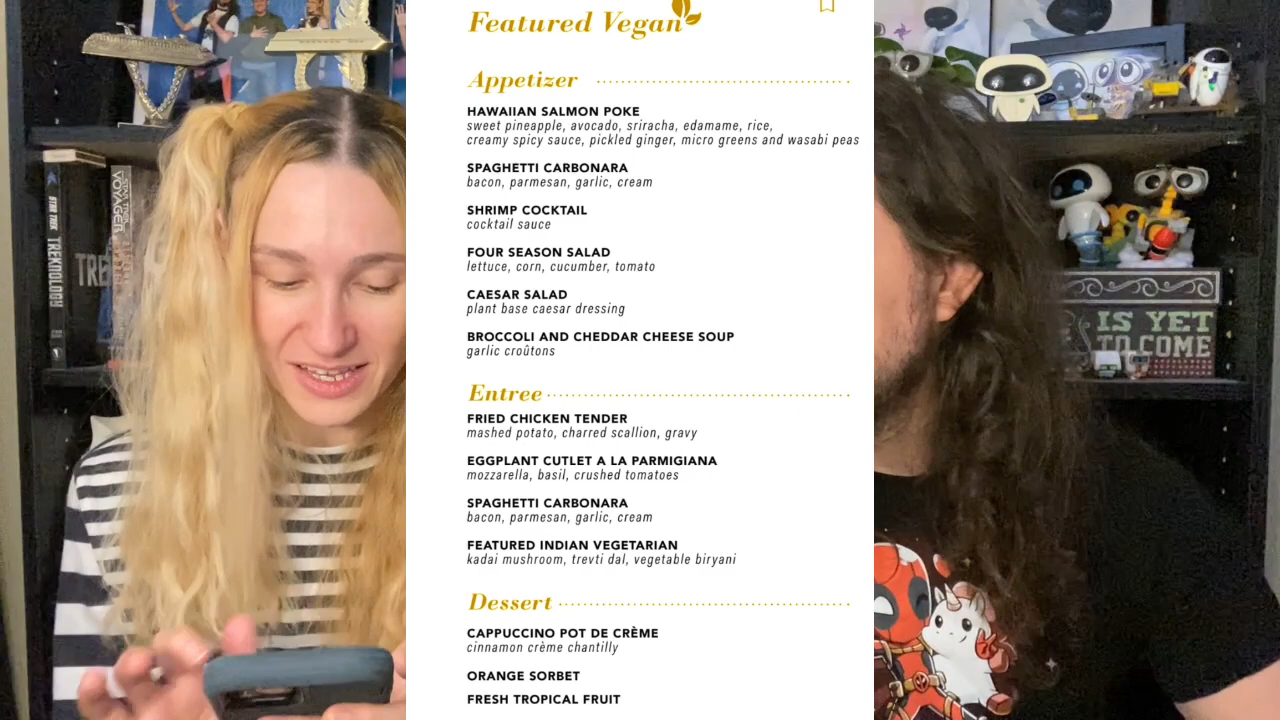 Featured Vegan
Appetizer
HAWAIIAN SALMON POKE
sweet pineapple, avocado, sriracha, edamame, rice,
creamy spicy sauce, pickled ginger, micro greens and wasabi peas
SPAGHETTI CARBONARA
bacon, parmesan, garlic, cream
SHRIMP COCKTAIL
cocktail sauce
FOUR SEASON SALAD
lettuce, corn, cucumber, tomato
CAESAR SALAD
plant base caesar dressing
BROCCOLI AND CHEDDAR CHEESE SOUP
garlic croûtons
Entree
FRIED CHICKEN TENDER
mashed potato, charred scallion, gravy
EGGPLANT CUTLET A LA PARMIGIANA
mozzarella, basil, crushed tomatoes
SPAGHETTI CARBONARA
bacon, parmesan, garlic, cream
FEATURED INDIAN VEGETARIAN
kadai mushroom, trevti dal, vegetable biryani
Dessert
CAPPUCCINO POT DE CRÈME
cinnamon crème chantilly
ORANGE SORBET
FRESH TROPICAL FRUIT
STAR TREK
TREKNOLOGY
TRE
STAR TREK
VOYAGER
IS YET
TO COME